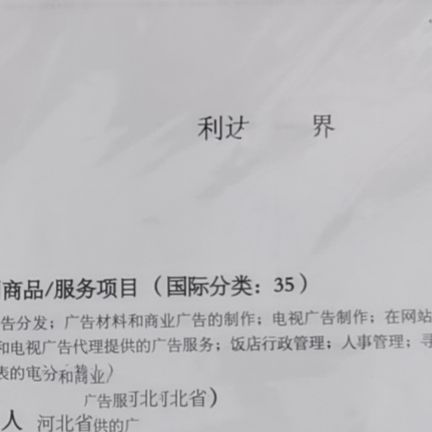 利达 界
商品/服务项目（国际分类：35）
告分发；广告材料和商业广告的制作；电视广告制作；在网站
和电视广告代理提供的广告服务；饭店行政管理；人事管理；寻
表的电分和商业）
广告服 北 北省）
人 河北省供的广